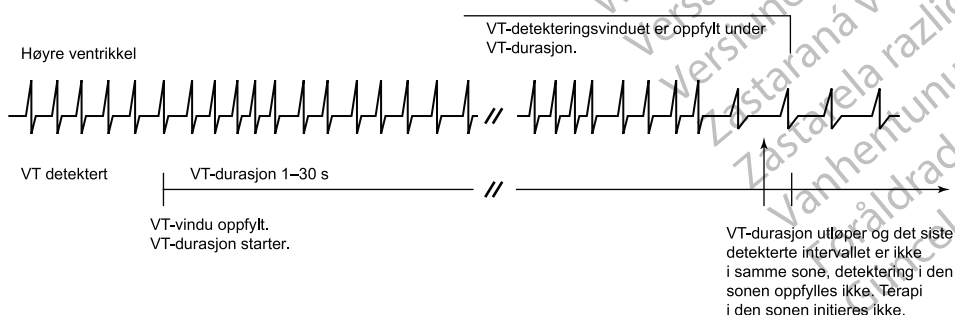 VT-detekteringsvinduet er oppfylt under
VT-durasjon.
Høyre ventrikkel
VT detektert
VT-durasjon 1–30 s
VT-vindu oppfylt.
VT-durasjon starter.
VT-durasjon utløper og det siste
detekterte intervallet er ikke
i samme sone, detektering i den
sonen oppfylles ikke. Terapi
i den sonen initieres ikke.
Zastaraná
Zastarela